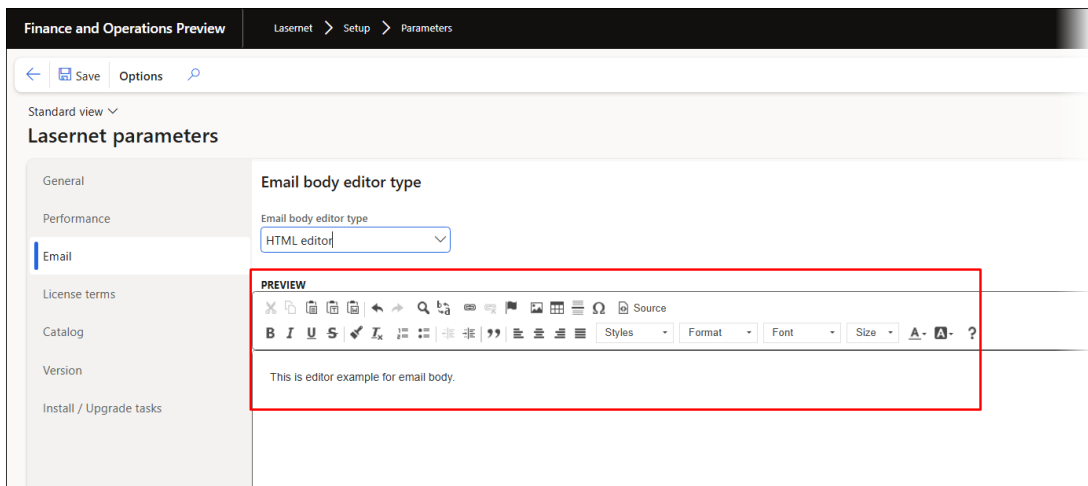 Finance and Operations Preview Lasernet > Setup > Parameters
Save Options
Standard view
Lasernet parameters
General
Performance
Email
License terms
Catalog
Version
Install / Upgrade tasks
Email body editor type
Email body editor type
HTML editor
PREVIEW
Source
B I U S Ix Styles Format Font Size A A ?
This is editor example for email body.